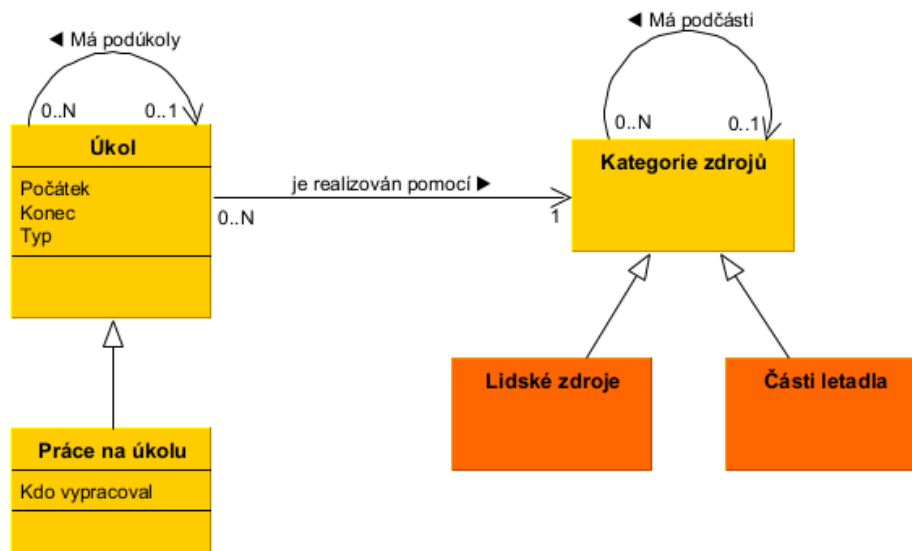 ◀ Má podúkoly
0..N
0..1
Úkol
Počátek
Konec
Typ
je realizován pomocí ▶
0..N
1
◀ Má podčásti
0..N
0..1
Kategorie zdrojů
Lidské zdroje
Části letadla
Práce na úkolu
Kdo vypracoval